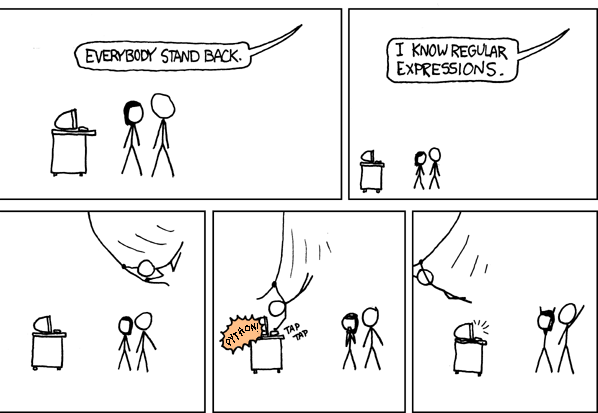 EVERYBODY STAND BACK.
I KNOW REGULAR
EXPRESSIONS.
PYTHON!
TAP
TAP